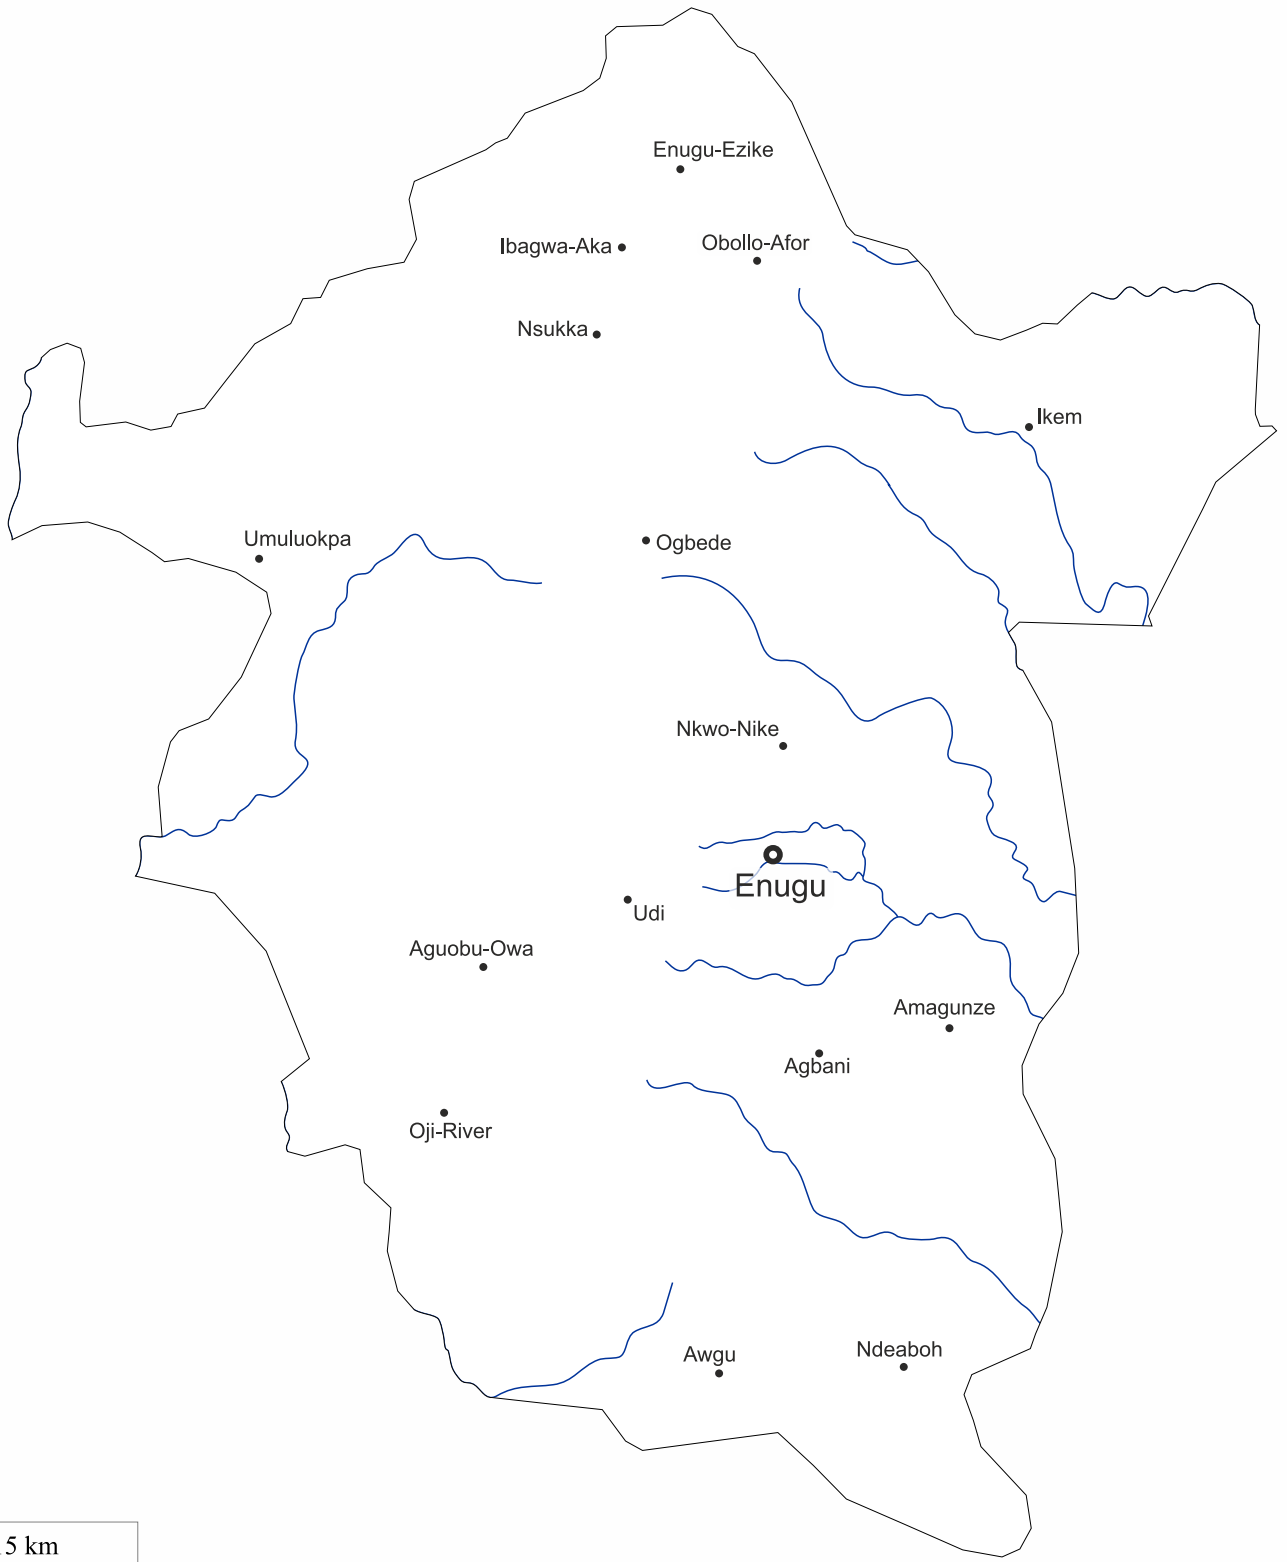 Enugu-Ezike
Obollo-Afor
Ibagwa-Aka
Nsukka
Ikem
Umuluokpa
Ogbede
Nkwo-Nike
Enugu
Udi
Aguobu-Owa
Amagunze
Agbani
Oji-River
Ndeaboh
Awgu
5 km